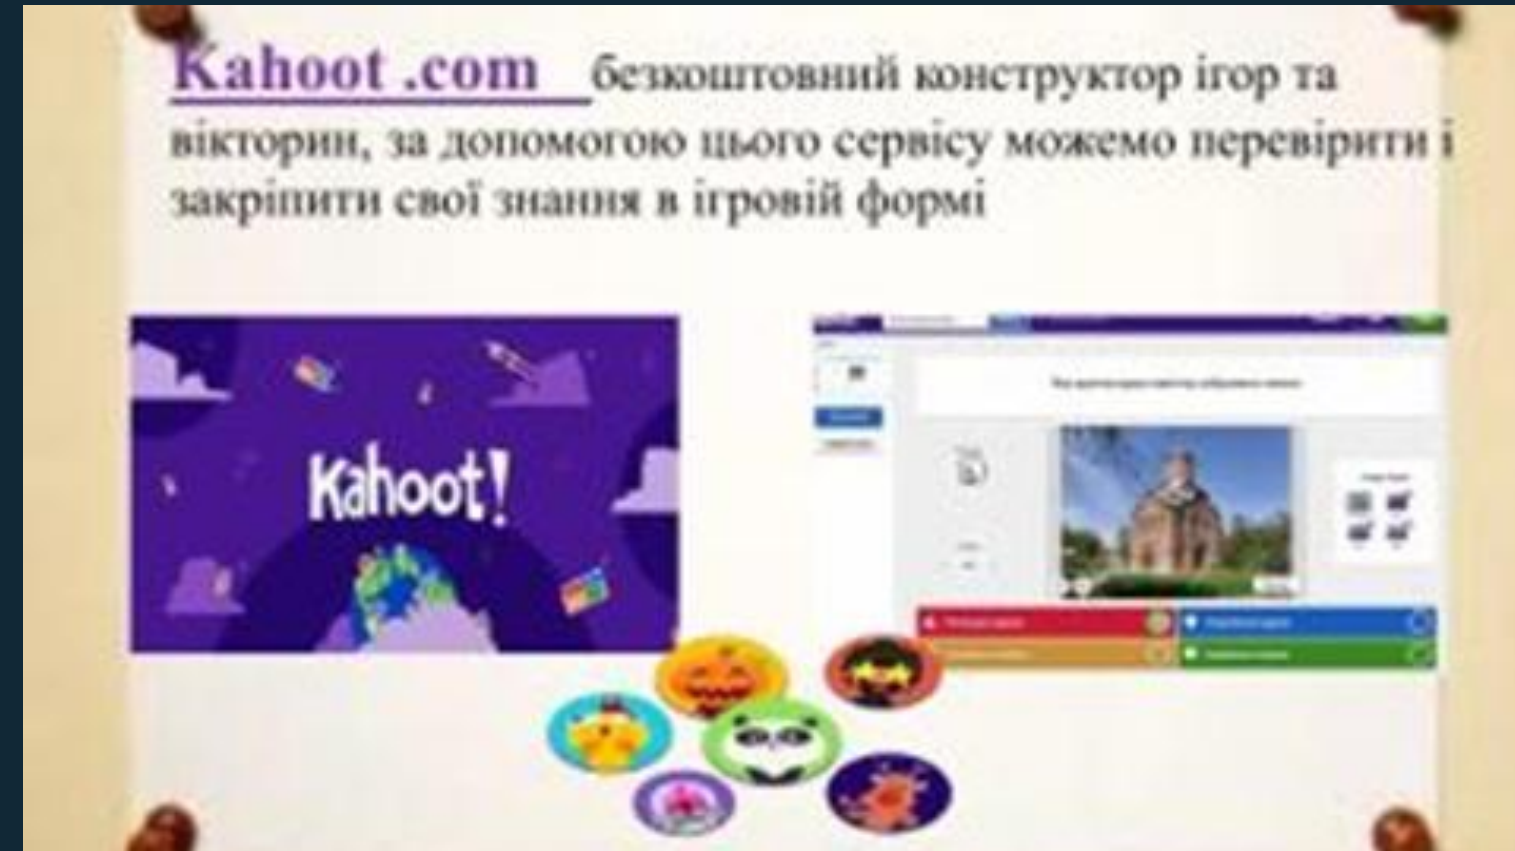 Kahoot .com безкоштовний конструктор ігор та
вікторин, за допомогою цього сервісу можемо перевірити і
закріпити свої знання в ігровій формі
Kahoot!